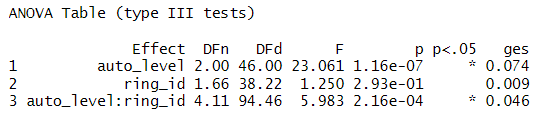 ANOVA Table (type III tests)
Effect DFn DFd F p p<.05 ges
1 auto_level 2.00 46.00 23.061 1.16e-07 * 0.074
2 ring_id 1.66 38.22 1.250 2.93e-01 0.009
3 auto_level:ring_id 4.11 94.46 5.983 2.16e-04 * 0.046